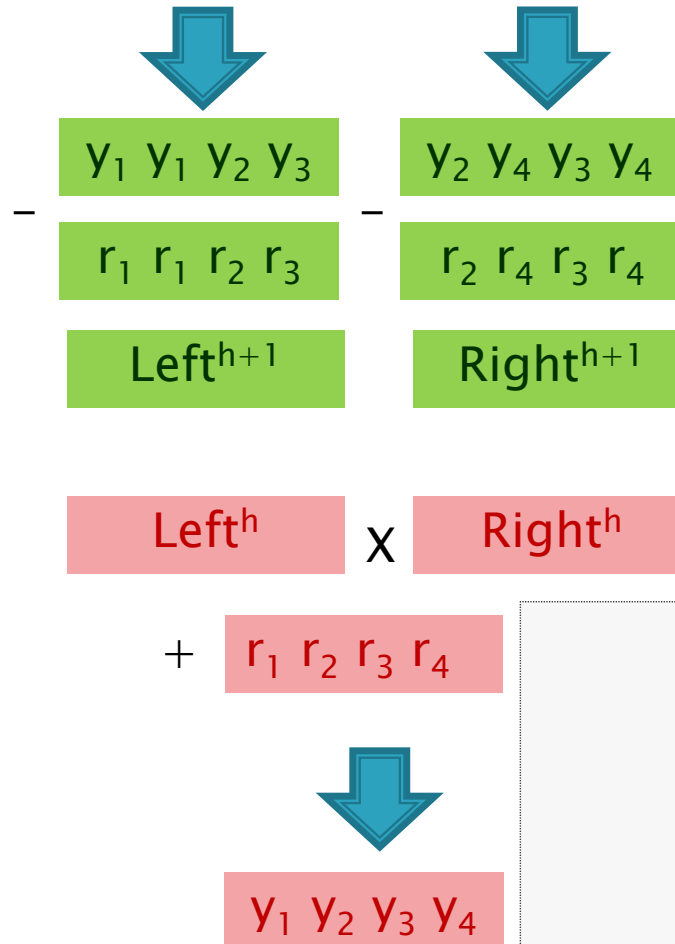 y₁ y₁ y₂ y₃ y₂ y₄ y₃ y₄
– –
r₁ r₁ r₂ r₃ r₂ r₄ r₃ r₄
Leftʰ⁺¹ Rightʰ⁺¹
Leftʰ X Rightʰ
+ r₁ r₂ r₃ r₄
y₁ y₂ y₃ y₄